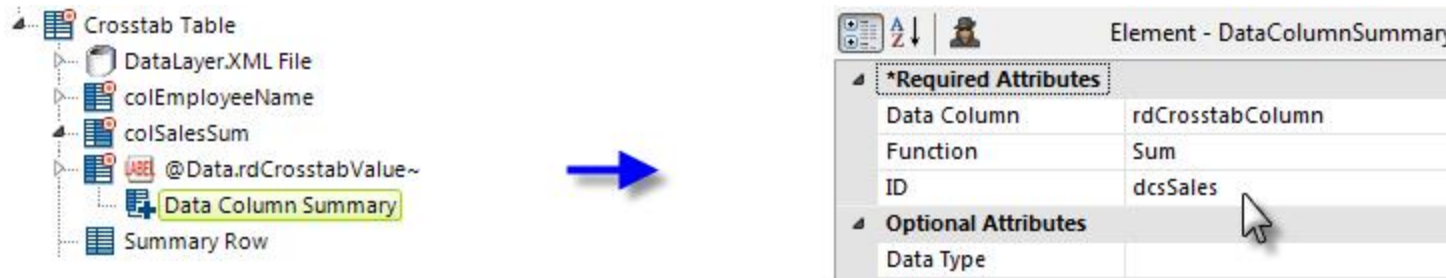 Crosstab Table
DataLayer.XML File
colEmployeeName
colSalesSum
LABEL @Data.rdCrosstabValue~
Data Column Summary
Summary Row
A Z Element - DataColumnSummary
*Required Attributes
Data Column rdCrosstabColumn
Function Sum
ID dcsSales
Optional Attributes
Data Type